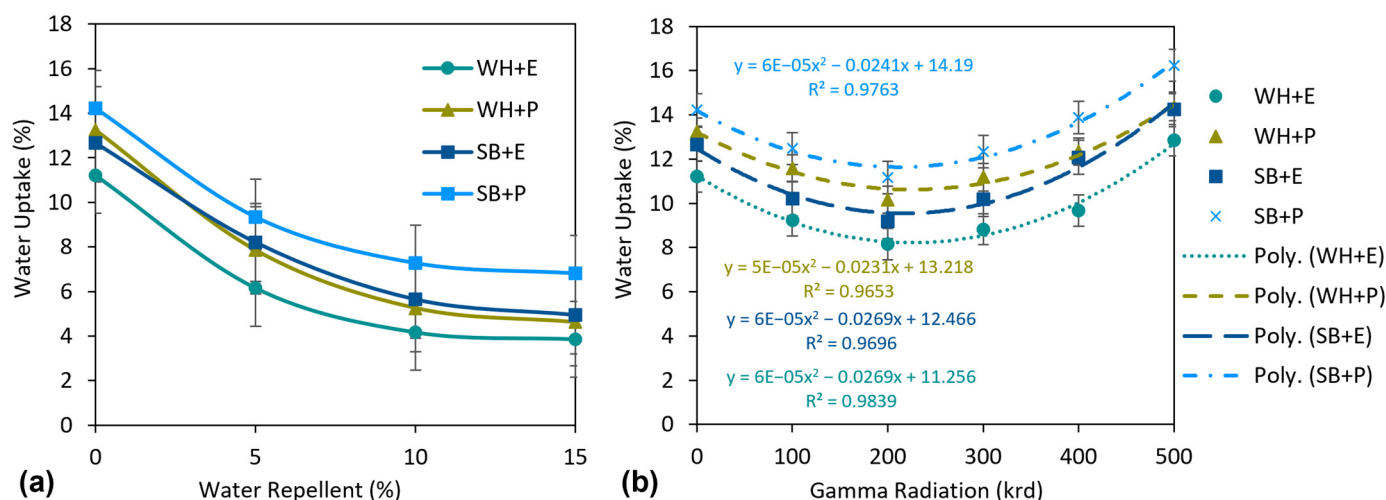 18
16
14
12
10
8
6
4
2
0
Water Uptake (%)
0
5
10
15
Water Repellent (%)
WH+E
WH+P
SB+E
SB+P
(a)
18
16
14
12
10
8
6
4
2
0
Water Uptake (%)
y = 6E−05x² − 0.0241x + 14.19
R² = 0.9763
y = 5E−05x² − 0.0231x + 13.218
R² = 0.9653
y = 6E−05x² − 0.0269x + 12.466
R² = 0.9696
y = 6E−05x² − 0.0269x + 11.256
R² = 0.9839
0
100
200
300
400
500
Gamma Radiation (krd)
(b)
WH+E
WH+P
SB+E
SB+P
Poly. (WH+E)
Poly. (WH+P)
Poly. (SB+E)
Poly. (SB+P)